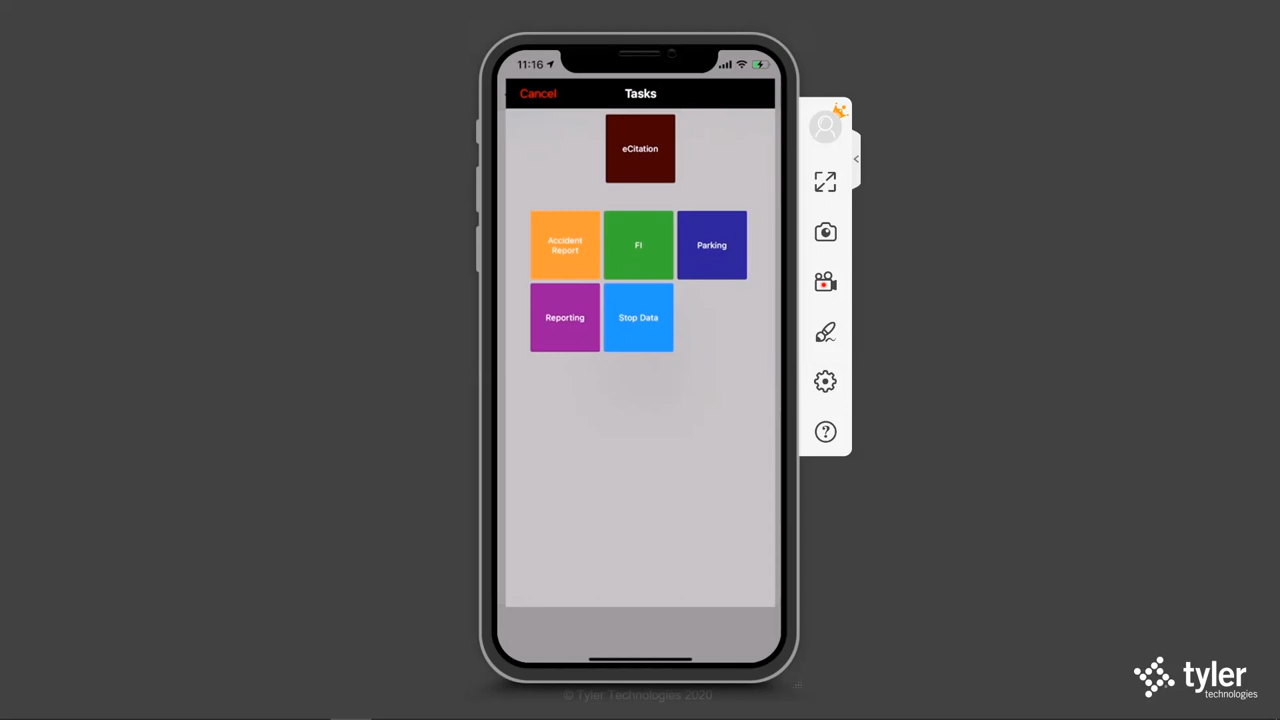 11:16
Cancel
Tasks
eCitation
Accident
Report
FI
Parking
Reporting
Stop Data
© Tyler Technologies 2020
tyler
technologies